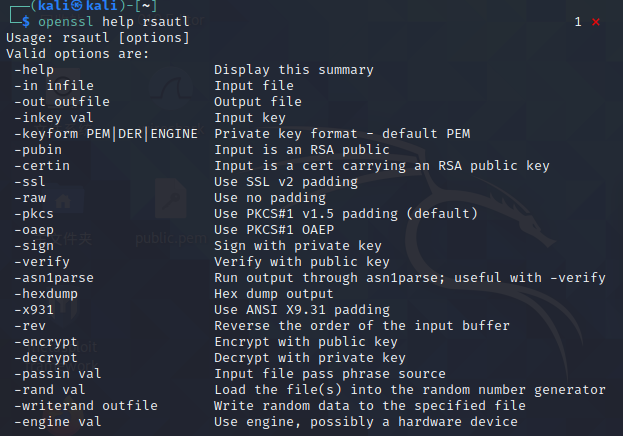 (kali㉿kali)-[~]
$ openssl help rsautl 1 ⨯
Usage: rsautl [options]
Valid options are:
-help Display this summary
-in infile Input file
-out outfile Output file
-inkey val Input key
-keyform PEM|DER|ENGINE Private key format - default PEM
-pubin Input is an RSA public
-certin Input is a cert carrying an RSA public key
-ssl Use SSL v2 padding
-raw Use no padding
-pkcs Use PKCS#1 v1.5 padding (default)
-oaep Use PKCS#1 OAEP
-sign Sign with private key
-verify Verify with public key
-asn1parse Run output through asn1parse; useful with -verify
-hexdump Hex dump output
-x931 Use ANSI X9.31 padding
-rev Reverse the order of the input buffer
-encrypt Encrypt with public key
-decrypt Decrypt with private key
-passin val Input file pass phrase source
-rand val Load the file(s) into the random number generator
-writerand outfile Write random data to the specified file
-engine val Use engine, possibly a hardware device
文件夹 public.pem